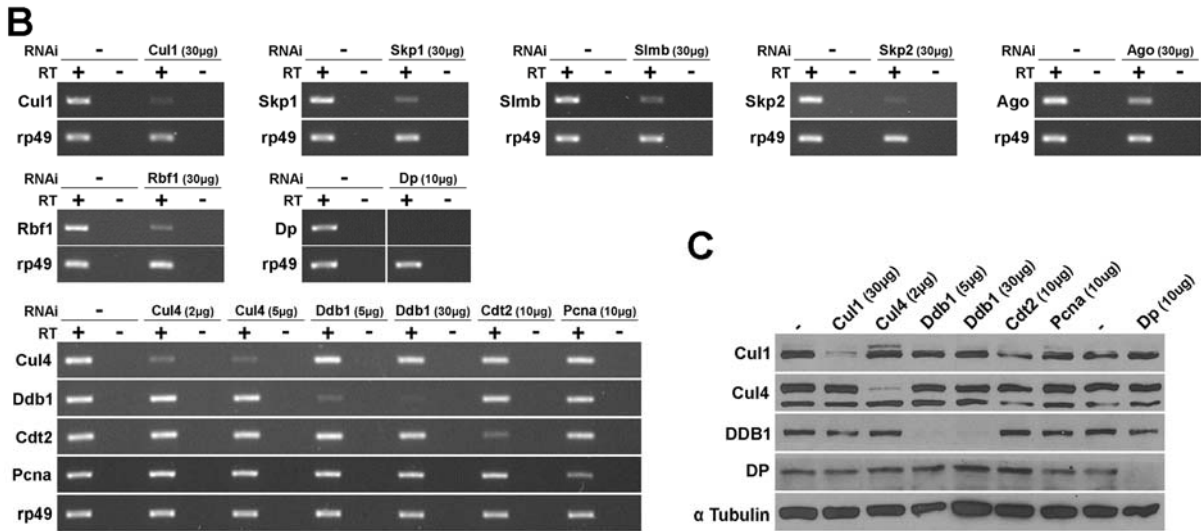 B
RNAi - Cul1 (30µg) RNAi - Skp1 (30µg) RNAi - Slmb (30µg) RNAi - Skp2 (30µg) RNAi - Ago (30µg)
RT + - + - RT + - + - RT + - + - RT + - + - RT + - + -
Cul1 Skp1 Slmb Skp2 Ago
rp49 rp49 rp49 rp49 rp49
RNAi - Rbf1 (30µg) RNAi - Dp (10µg)
RT + - + - RT + - + -
Rbf1 Dp
rp49 rp49
RNAi - Cul4 (2µg) Cul4 (5µg) Ddb1 (5µg) Ddb1 (30µg) Cdt2 (10µg) Pcna (10µg)
RT + - + - + - + - + - + - + -
Cul4
Ddb1
Cdt2
Pcna
rp49
C
- Cul1 (30µg) Cul4 (2µg) Ddb1 (5µg) Ddb1 (30µg) Cdt2 (10µg) Pcna (10ug) - Dp (10ug)
Cul1
Cul4
DDB1
DP
α Tubulin